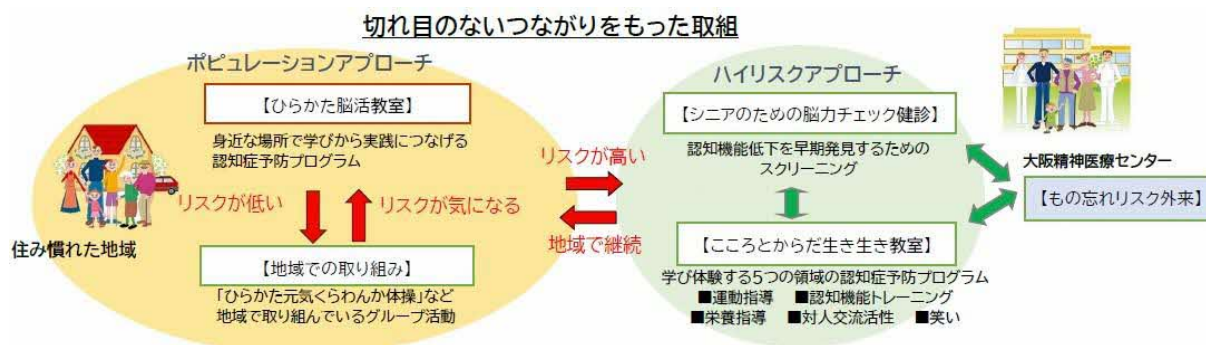 切れ目のないつながりをもった取組
ポピュレーションアプローチ
【ひらかた脳活教室】
身近な場所で学びから実践につなげる
認知症予防プログラム
リスクが低い
リスクが気になる
住み慣れた地域
【地域での取り組み】
「ひらかた元気くらわんか体操」など
地域で取り組んでいるグループ活動
リスクが高い
地域で継続
ハイリスクアプローチ
【シニアのための脳力チェック健診】
認知機能低下を早期発見するための
スクリーニング
【こころとからだ生き生き教室】
学び体験する5つの領域の認知症予防プログラム
■運動指導 ■認知機能トレーニング
■栄養指導 ■対人交流活性 ■笑い
大阪精神医療センター
【もの忘れリスク外来】